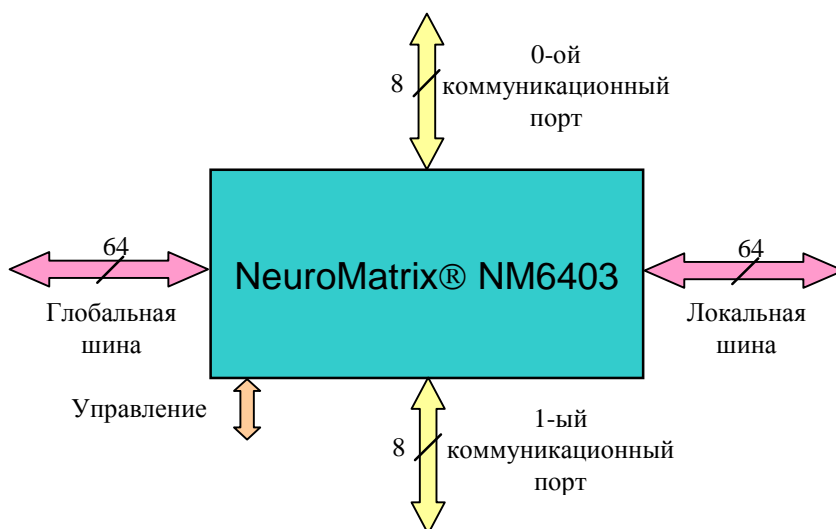 0-ой
8 коммуникационный
порт
64
NeuroMatrix® NM6403
64
Глобальная
шина
Локальная
шина
Управление
1-ый
8 коммуникационный
порт